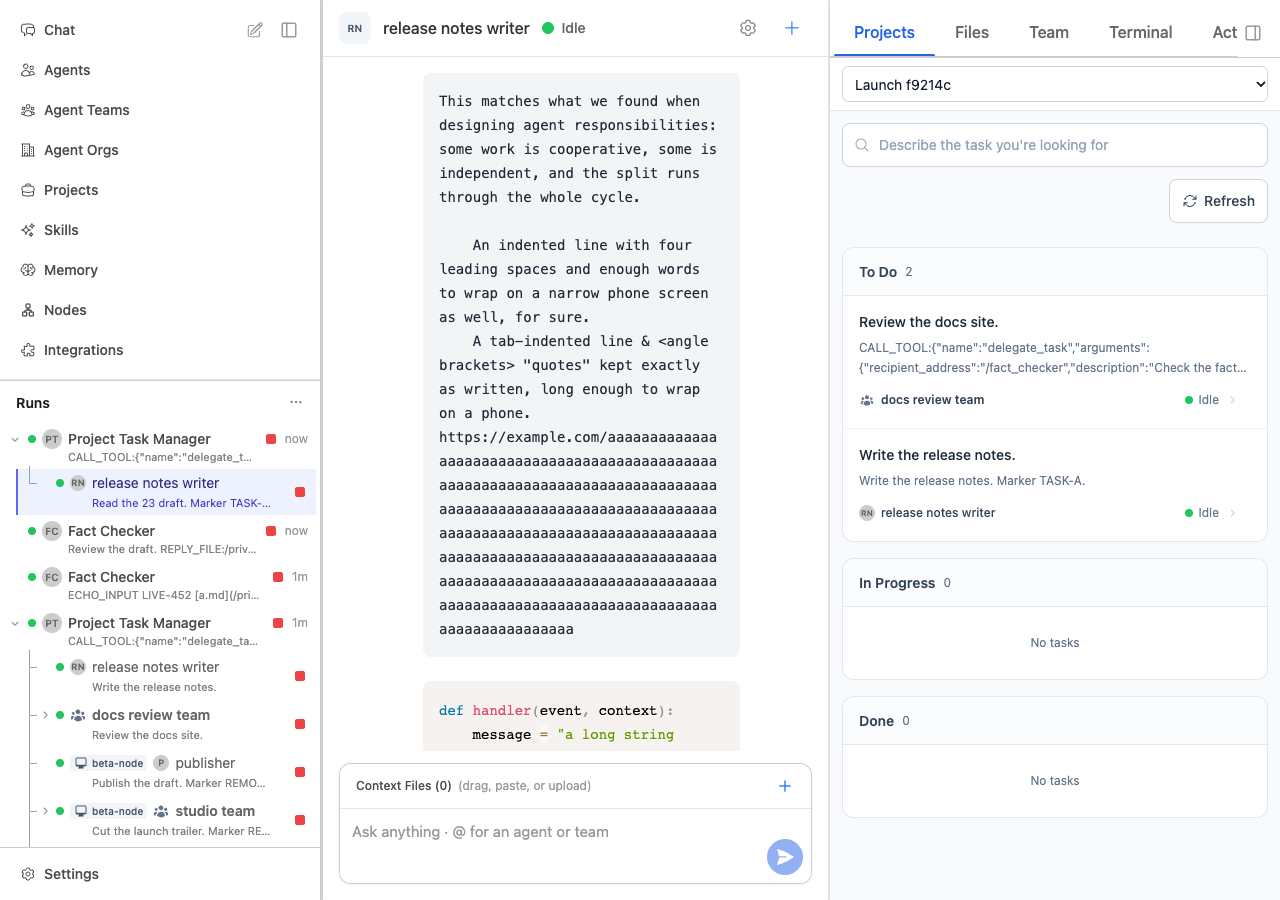 Chat
Agents
Agent Teams
Agent Orgs
Projects
Skills
Memory
Nodes
Integrations
Runs
PT Project Task Manager now
CALL_TOOL:{"name":"delegate_t...
RN release notes writer
Read the 23 draft. Marker TASK-...
FC Fact Checker now
Review the draft. REPLY_FILE:/priv...
FC Fact Checker 1m
ECHO_INPUT LIVE-452 [a.md](/pri...
PT Project Task Manager 1m
CALL_TOOL:{"name":"delegate_ta...
RN release notes writer
Write the release notes.
docs review team
Review the docs site.
beta-node P publisher
Publish the draft. Marker REMO...
beta-node studio team
Cut the launch trailer. Marker RE...
Settings
RN release notes writer Idle
This matches what we found when
designing agent responsibilities:
some work is cooperative, some is
independent, and the split runs
through the whole cycle.
    An indented line with four
leading spaces and enough words
to wrap on a narrow phone screen
as well, for sure.
    A tab-indented line & <angle
brackets> "quotes" kept exactly
as written, long enough to wrap
on a phone.
https://example.com/aaaaaaaaaaaaa
aaaaaaaaaaaaaaaaaaaaaaaaaaaaaaaaa
aaaaaaaaaaaaaaaaaaaaaaaaaaaaaaaaa
aaaaaaaaaaaaaaaaaaaaaaaaaaaaaaaaa
aaaaaaaaaaaaaaaaaaaaaaaaaaaaaaaaa
aaaaaaaaaaaaaaaaaaaaaaaaaaaaaaaaa
aaaaaaaaaaaaaaaaaaaaaaaaaaaaaaaaa
aaaaaaaaaaaaaaaaaaaaaaaaaaaaaaaaa
aaaaaaaaaaaaaaaa
def handler(event, context):
    message = "a long string
Context Files (0) (drag, paste, or upload)
Ask anything · @ for an agent or team
Projects Files Team Terminal Act
Launch f9214c
Describe the task you're looking for
Refresh
To Do 2
Review the docs site.
CALL_TOOL:{"name":"delegate_task","arguments":
{"recipient_address":"/fact_checker","description":"Check the fact...
docs review team Idle
Write the release notes.
Write the release notes. Marker TASK-A.
RN release notes writer Idle
In Progress 0
No tasks
Done 0
No tasks